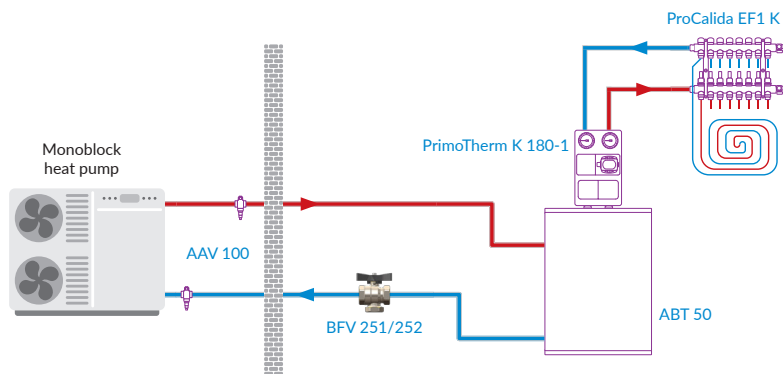 ProCalida EF1 K
Monoblock
heat pump
PrimoTherm K 180-1
AAV 100
BFV 251/252
ABT 50